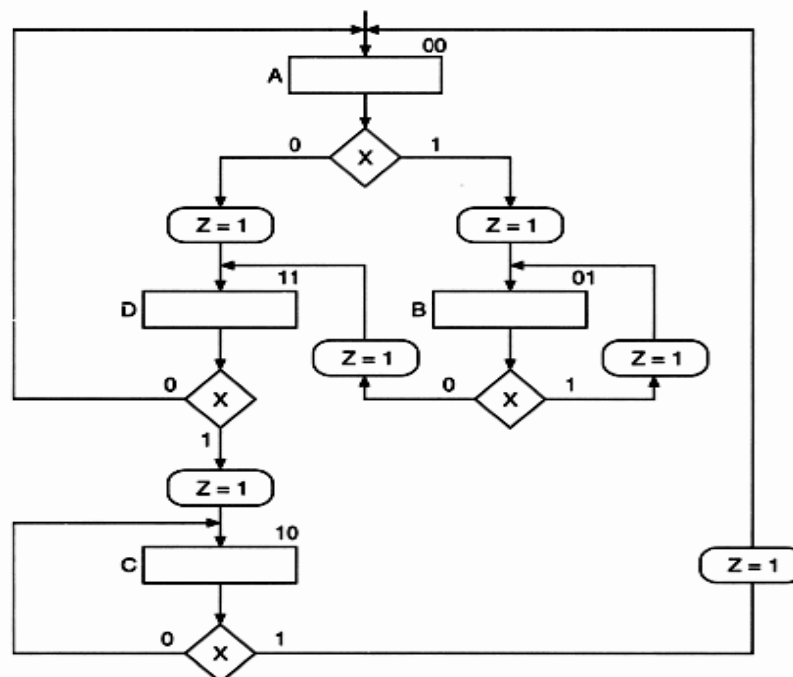 00
A
0 X 1
Z = 1 Z = 1
11 01
D B
Z = 1 Z = 1
0 X 0 X 1
1
Z = 1
10
C
Z = 1
0 X 1